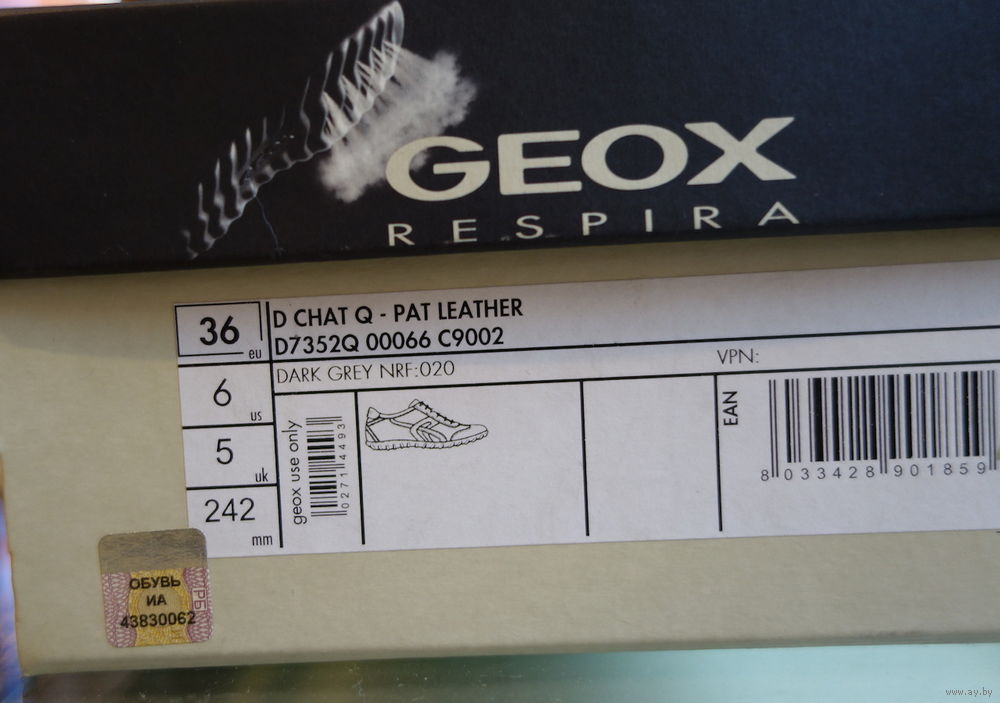 GEOX
RESPIRA
36 eu
D CHAT Q - PAT LEATHER
D7352Q 00066 C9002
DARK GREY NRF:020
VPN:
6 us
5 uk
242 mm
geox use only
02714493
EAN
8 033428 901859
ОБУВЬ
ИА
43830062
РБ
www.ay.by